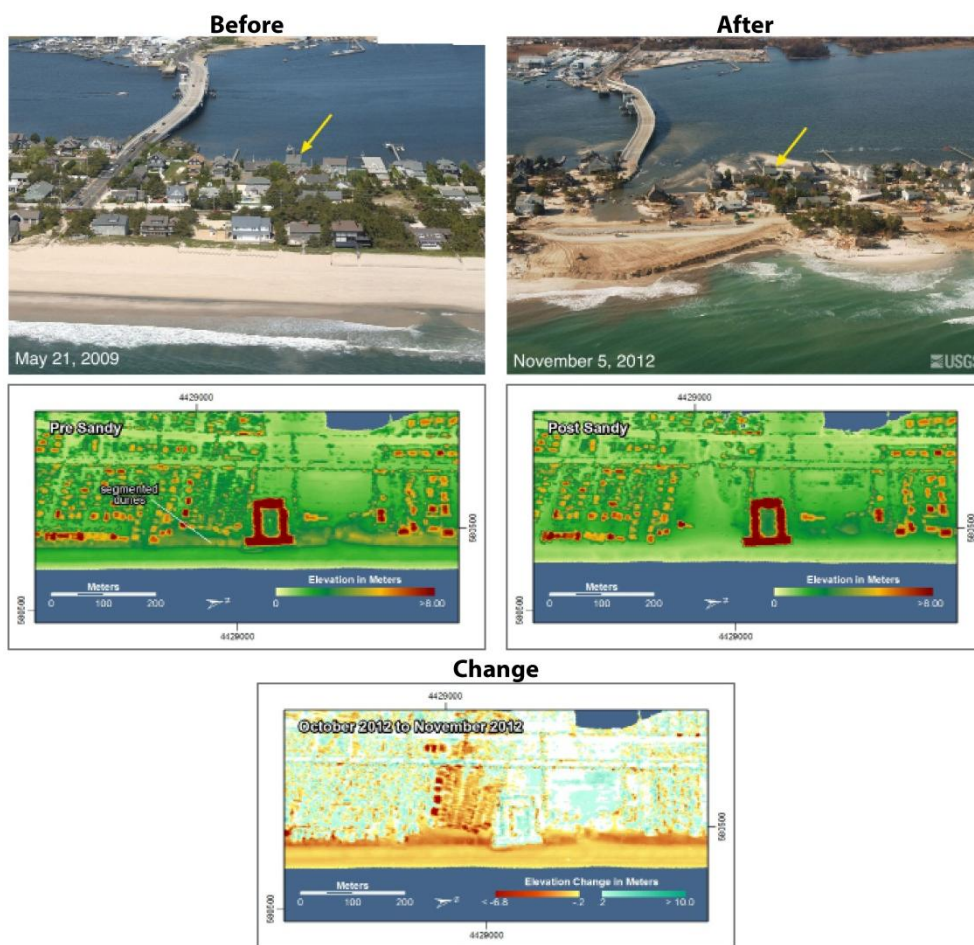 Before
After
May 21, 2009
November 5, 2012
USGS
4429000
Pre Sandy
segmented
dunes
580500
Meters
0 100 200
Z
Elevation in Meters
0 >8.00
580500
4429000
4429000
Post Sandy
580500
Meters
0 100 200
Z
Elevation in Meters
0 >8.00
580500
4429000
Change
4429000
October 2012 to November 2012
580500
Meters
0 100 200
Z
Elevation Change in Meters
< -6.8 -.2 .2 > 10.0
580500
4429000